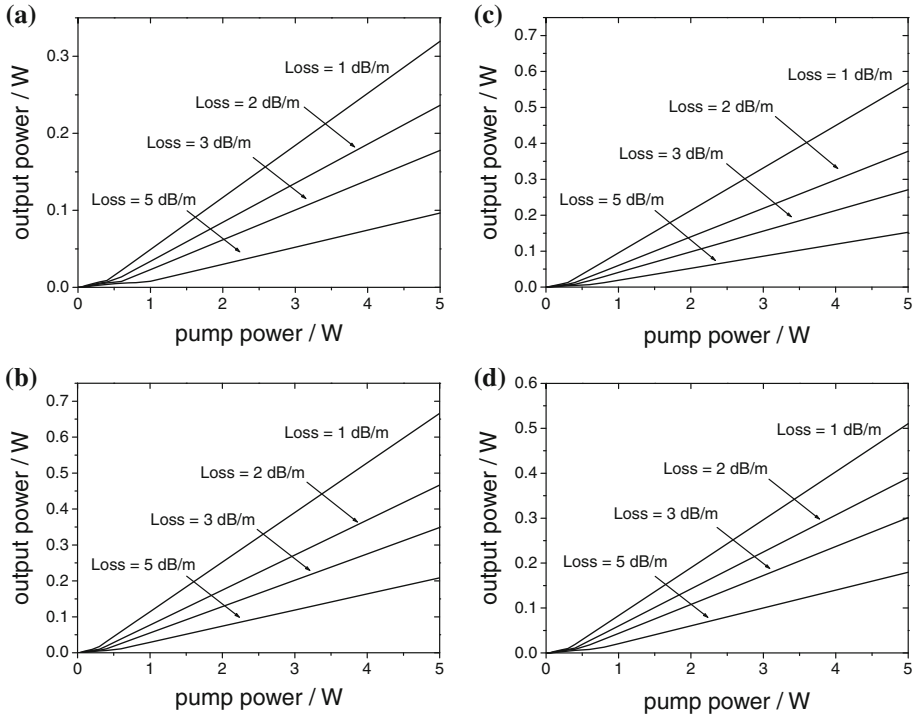 (a)
output power / W
0.3
0.2
0.1
0.0
Loss = 1 dB/m
Loss = 2 dB/m
Loss = 3 dB/m
Loss = 5 dB/m
0 1 2 3 4 5
pump power / W
(c)
output power / W
0.7
0.6
0.5
0.4
0.3
0.2
0.1
0.0
Loss = 1 dB/m
Loss = 2 dB/m
Loss = 3 dB/m
Loss = 5 dB/m
0 1 2 3 4 5
pump power / W
(b)
output power / W
0.7
0.6
0.5
0.4
0.3
0.2
0.1
0.0
Loss = 1 dB/m
Loss = 2 dB/m
Loss = 3 dB/m
Loss = 5 dB/m
0 1 2 3 4 5
pump power / W
(d)
output power / W
0.6
0.5
0.4
0.3
0.2
0.1
0.0
Loss = 1 dB/m
Loss = 2 dB/m
Loss = 3 dB/m
Loss = 5 dB/m
0 1 2 3 4 5
pump power / W